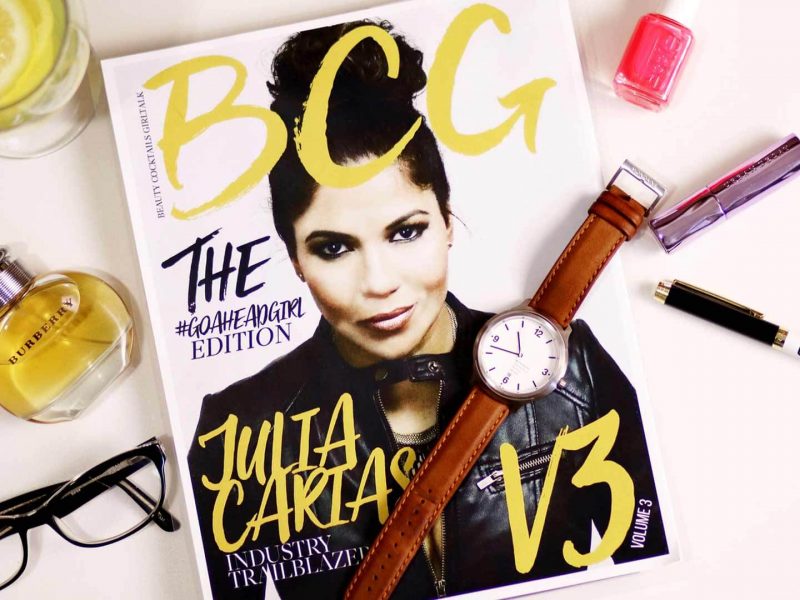 BCG
BEAUTY COCKTAILS GIRLTALK
THE
#GOAHEADGIRL
EDITION
JULIA
CARIAS
INDUSTRY
TRAILBLAZER
V3
VOLUME 3
BURBERRY
essie